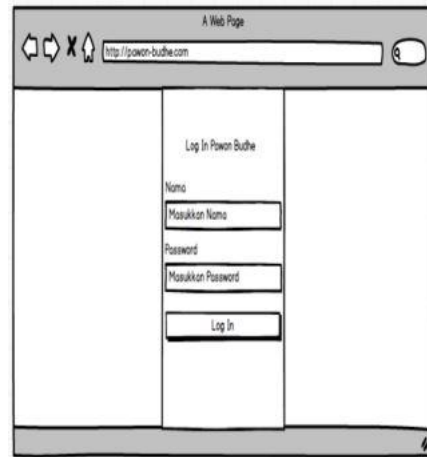 A Web Page
http://pawon-budhe.com
Log In Pawon Budhe
Nama
Masukkan Nama
Password
Masukkan Password
Log In